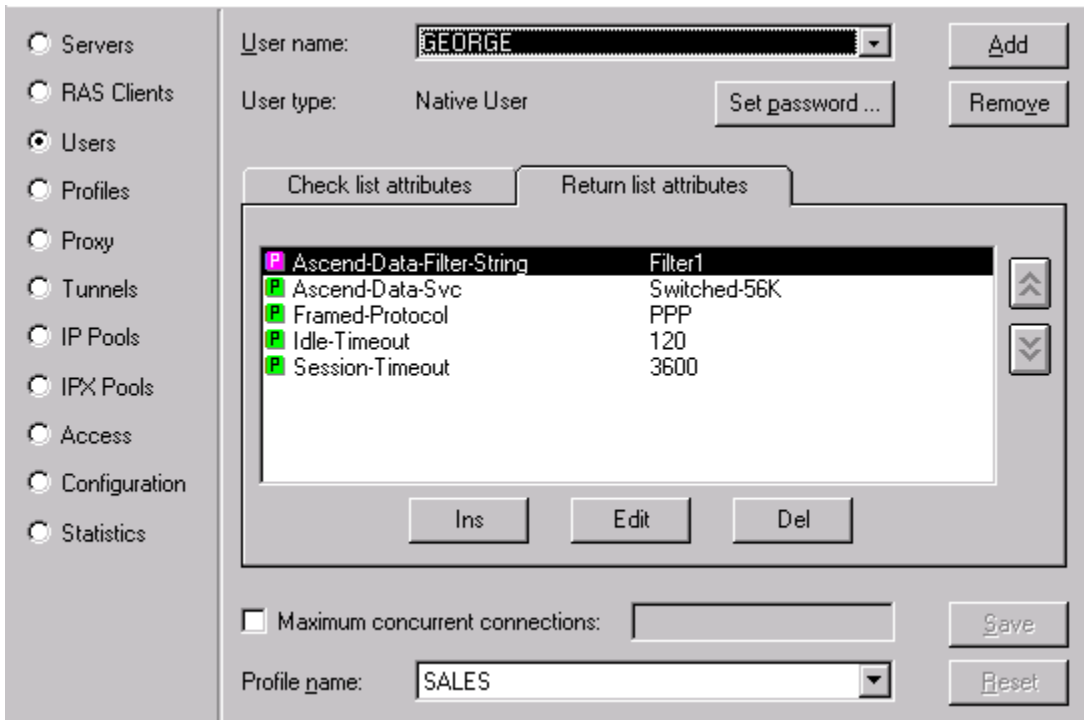 Servers
RAS Clients
Users
Profiles
Proxy
Tunnels
IP Pools
IPX Pools
Access
Configuration
Statistics
User name: GEORGE Add
User type: Native User Set password ... Remove
Check list attributes Return list attributes
P Ascend-Data-Filter-String Filter1
P Ascend-Data-Svc Switched-56K
P Framed-Protocol PPP
P Idle-Timeout 120
P Session-Timeout 3600
Ins Edit Del
Maximum concurrent connections: Save
Profile name: SALES Reset